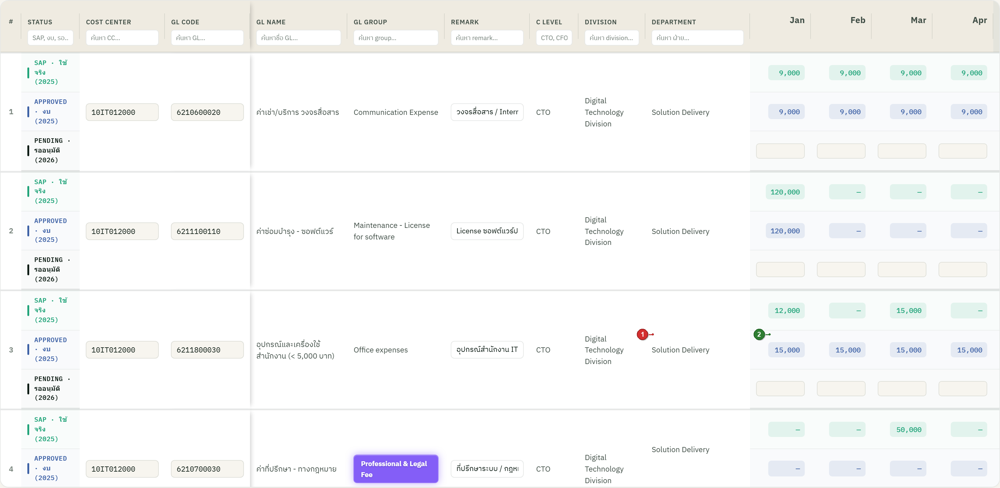 # STATUS COST CENTER GL CODE GL NAME GL GROUP REMARK C LEVEL DIVISION DEPARTMENT Jan Feb Mar Apr
SAP, งบ, รอ... ค้นหา CC... ค้นหา GL... ค้นหาชื่อ GL... ค้นหา group... ค้นหา remark... CTO, CFO ค้นหา division... ค้นหา ฝ่าย...
SAP · ใช้
จริง
(2025)
9,000 9,000 9,000 9,000
1
APPROVED
· งบ
(2025)
10IT012000 6210600020 ค่าเช่า/บริการ วงจรสื่อสาร Communication Expense วงจรสื่อสาร / Interr CTO
Digital
Technology
Division
Solution Delivery
9,000 9,000 9,000 9,000
PENDING ·
รออนุมัติ
(2026)
SAP · ใช้
จริง
(2025)
120,000 – – –
2
APPROVED
· งบ
(2025)
10IT012000 6211100110 ค่าซ่อมบำรุง - ซอฟต์แวร์
Maintenance - License
for software
License ซอฟต์แวร์ป CTO
Digital
Technology
Division
Solution Delivery
120,000 – – –
PENDING ·
รออนุมัติ
(2026)
SAP · ใช้
จริง
(2025)
12,000 – 15,000 –
3
APPROVED
· งบ
(2025)
10IT012000 6211800030
อุปกรณ์และเครื่องใช้
สำนักงาน (< 5,000 บาท)
Office expenses อุปกรณ์สำนักงาน IT CTO
Digital
Technology
Division
1
Solution Delivery
2
15,000 15,000 15,000 15,000
PENDING ·
รออนุมัติ
(2026)
SAP · ใช้
จริง
(2025)
– – 50,000 –
4
APPROVED
· งบ
(2025)
10IT012000 6210700030 ค่าที่ปรึกษา - ทางกฎหมาย
Professional & Legal
Fee
ที่ปรึกษาระบบ / กฎห CTO
Digital
Technology
Division
Solution Delivery
– – – –